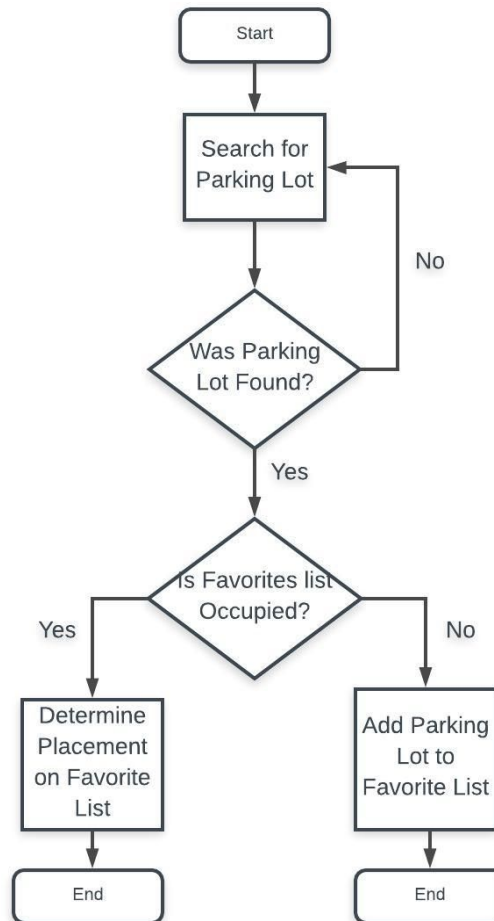 Start
Search for
Parking Lot
No
Was Parking
Lot Found?
Yes
Is Favorites list
Occupied?
Yes
No
Determine
Placement
on Favorite
List
Add Parking
Lot to
Favorite List
End
End